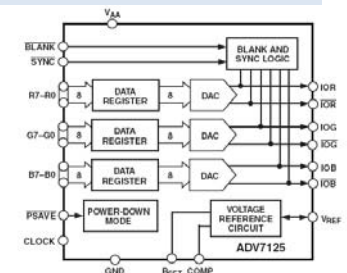 VAA
BLANK
SYNC
BLANK AND
SYNC LOGIC
R7–R0
8
DATA
REGISTER
8
DAC
IOR
IOR
G7–G0
8
DATA
REGISTER
8
DAC
IOG
IOG
B7–B0
8
DATA
REGISTER
8
DAC
IOB
IOB
PSAVE
POWER-DOWN
MODE
VOLTAGE
REFERENCE
CIRCUIT
VREF
CLOCK
ADV7125
GND
RSET
COMP